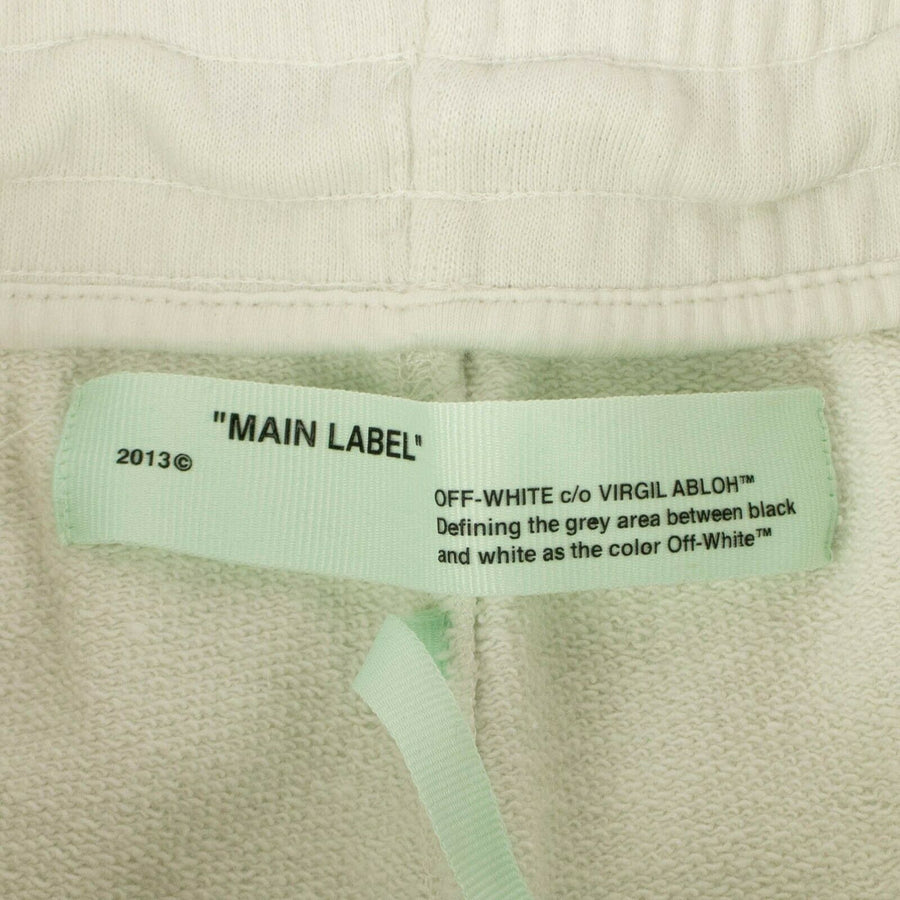 "MAIN LABEL"
2013©
OFF-WHITE c/o VIRGIL ABLOH™
Defining the grey area between black
and white as the color Off-White™